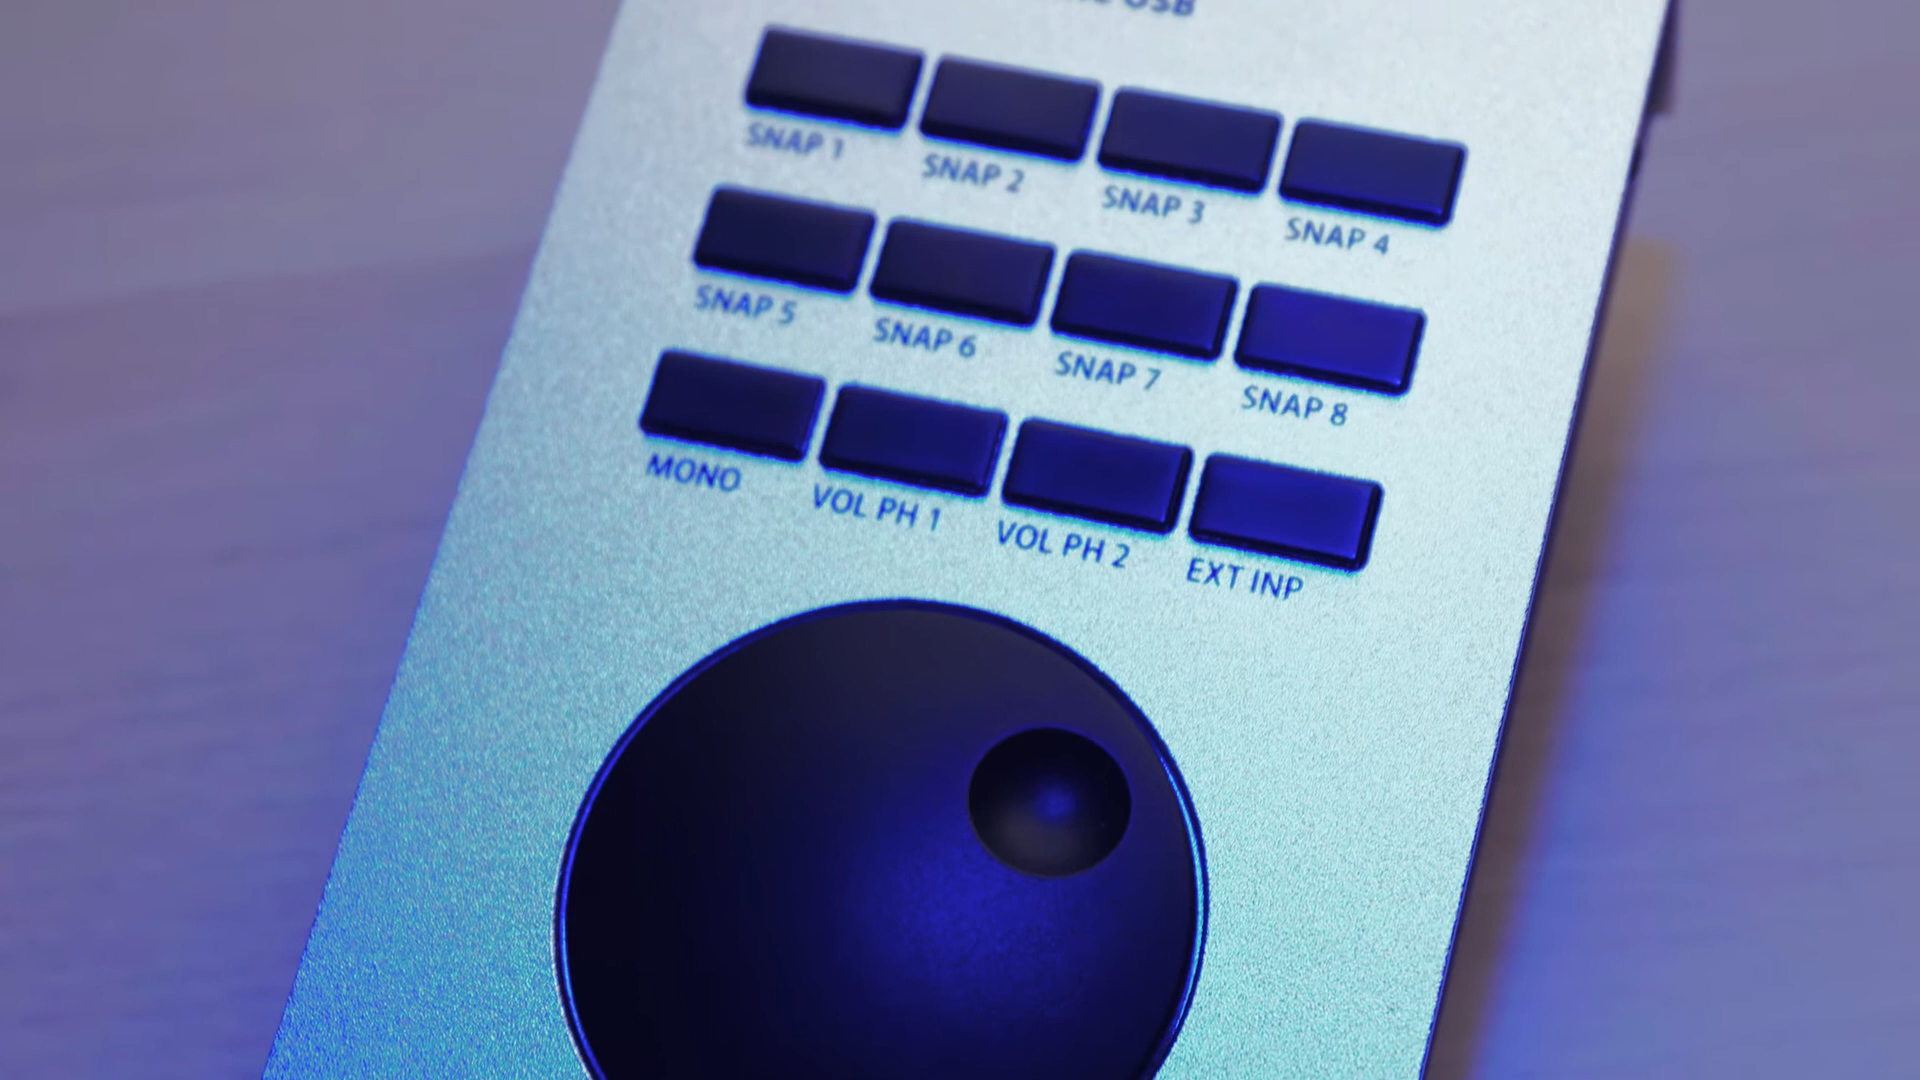 USB
SNAP 1
SNAP 2
SNAP 3
SNAP 4
SNAP 5
SNAP 6
SNAP 7
SNAP 8
MONO
VOL PH 1
VOL PH 2
EXT INP